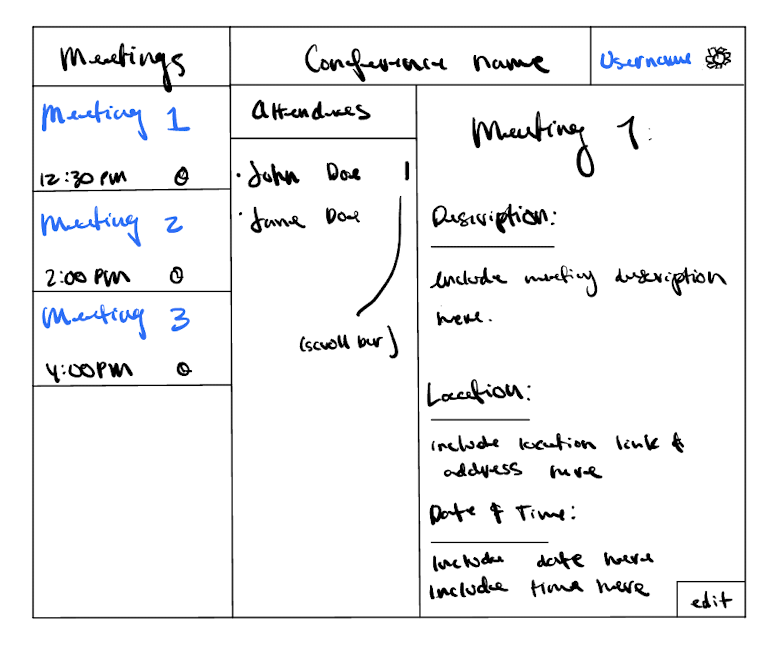 Meetings
Conference name
Username
Meeting 1
12:30 PM
Meeting 2
2:00 PM
Meeting 3
4:00 PM
Attendees
· John Doe
· Jane Doe
(scroll bar)
Meeting 1:
Description:
include meeting description
here.
Location:
include location link &
address here
Date & Time:
Include date here
Include time here
edit